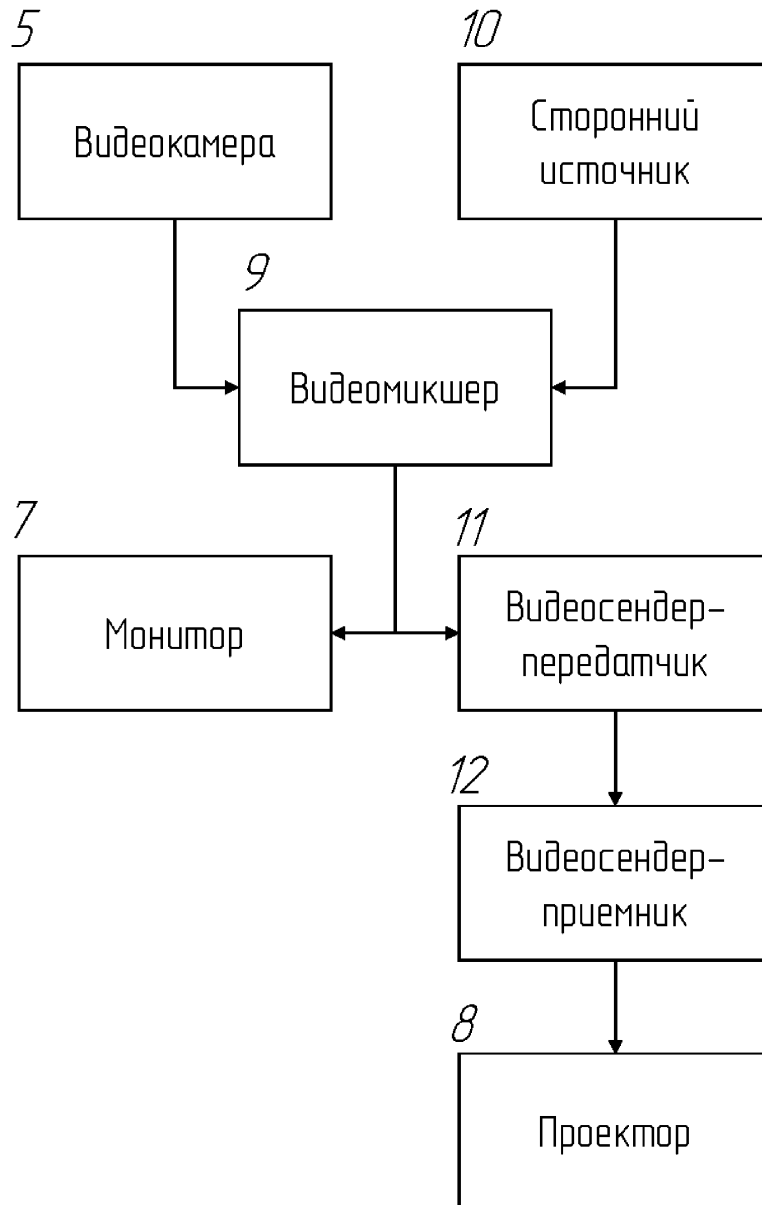 5
Видеокамера
10
Сторонний
источник
9
Видеомикшер
7
Монитор
11
Видеосендер-
передатчик
12
Видеосендер-
приемник
8
Проектор